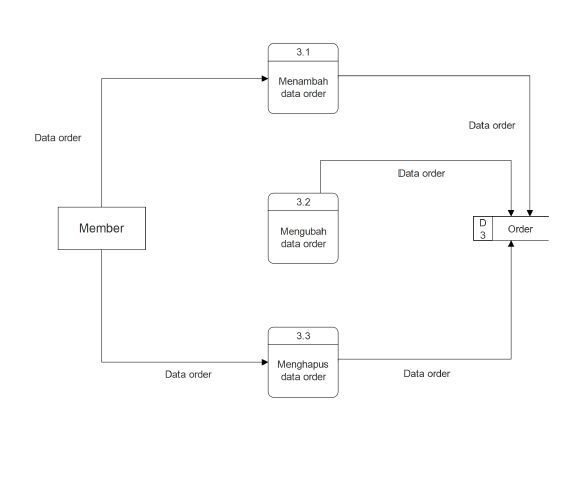 3.1
Menambah
data order
Data order
Data order
Data order
3.2
Mengubah
data order
Member
D
3
Order
3.3
Menghapus
data order
Data order
Data order